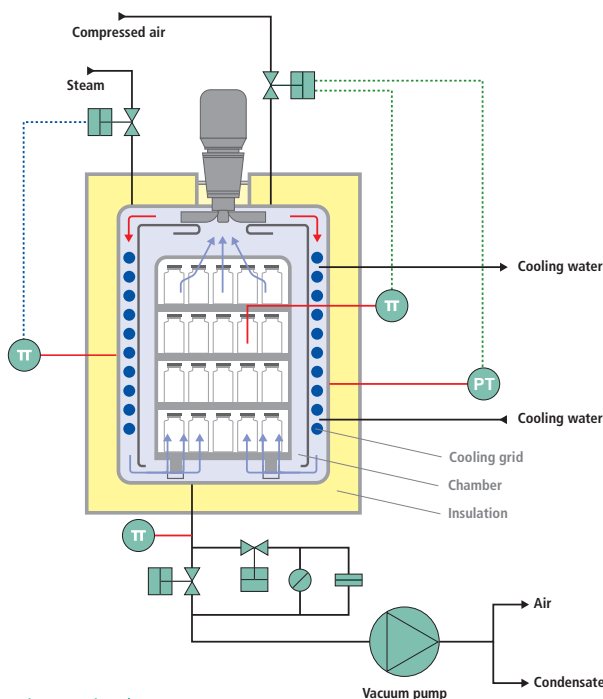 Compressed air
Steam
Cooling water
TT
TT
PT
Cooling water
Cooling grid
Chamber
Insulation
TT
Air
Condensate
Vacuum pump